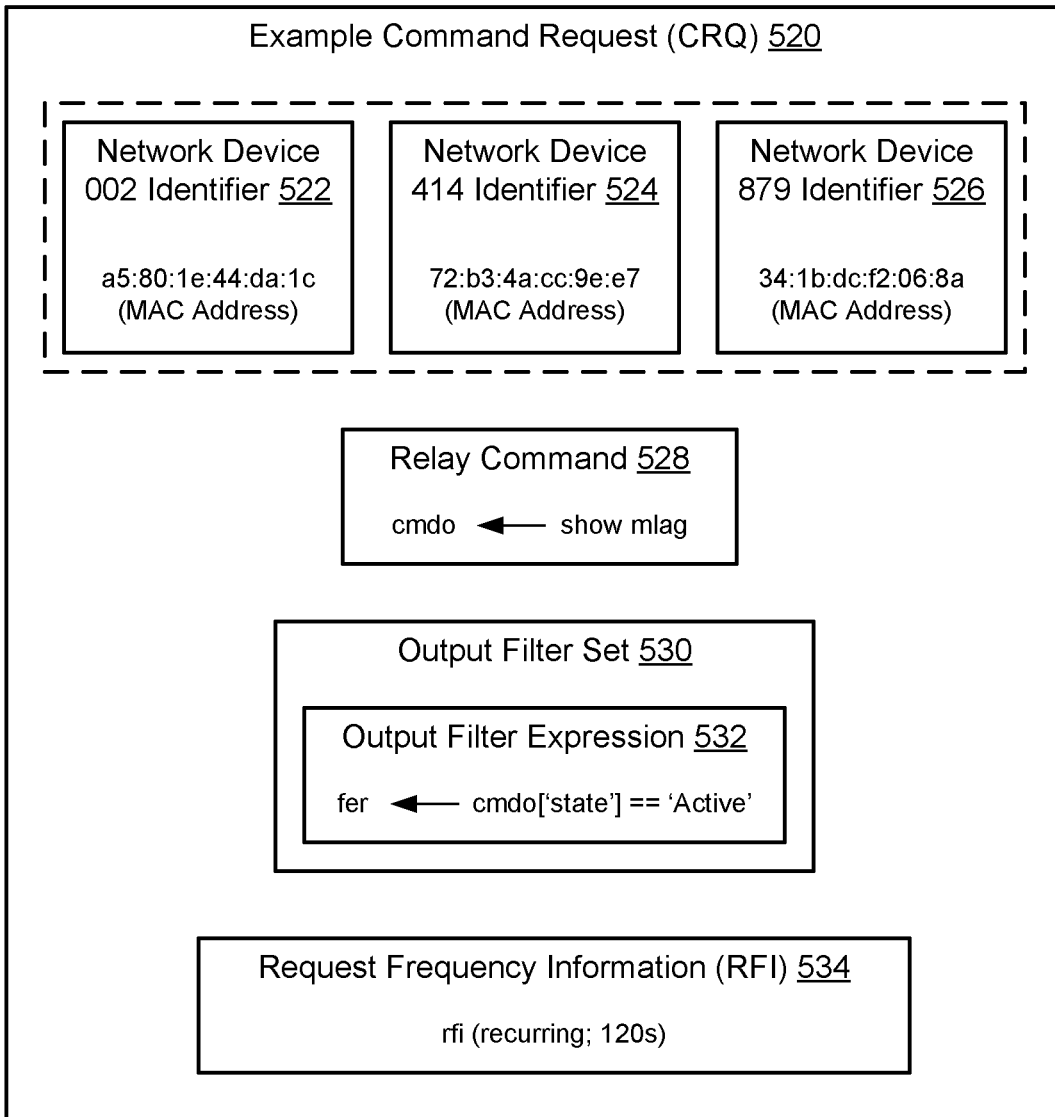 Example Command Request (CRQ) 520
Network Device
002 Identifier 522
a5:80:1e:44:da:1c
(MAC Address)
Network Device
414 Identifier 524
72:b3:4a:cc:9e:e7
(MAC Address)
Network Device
879 Identifier 526
34:1b:dc:f2:06:8a
(MAC Address)
Relay Command 528
cmdo show mlag
Output Filter Set 530
Output Filter Expression 532
fer cmdo[‘state’] == ‘Active’
Request Frequency Information (RFI) 534
rfi (recurring; 120s)